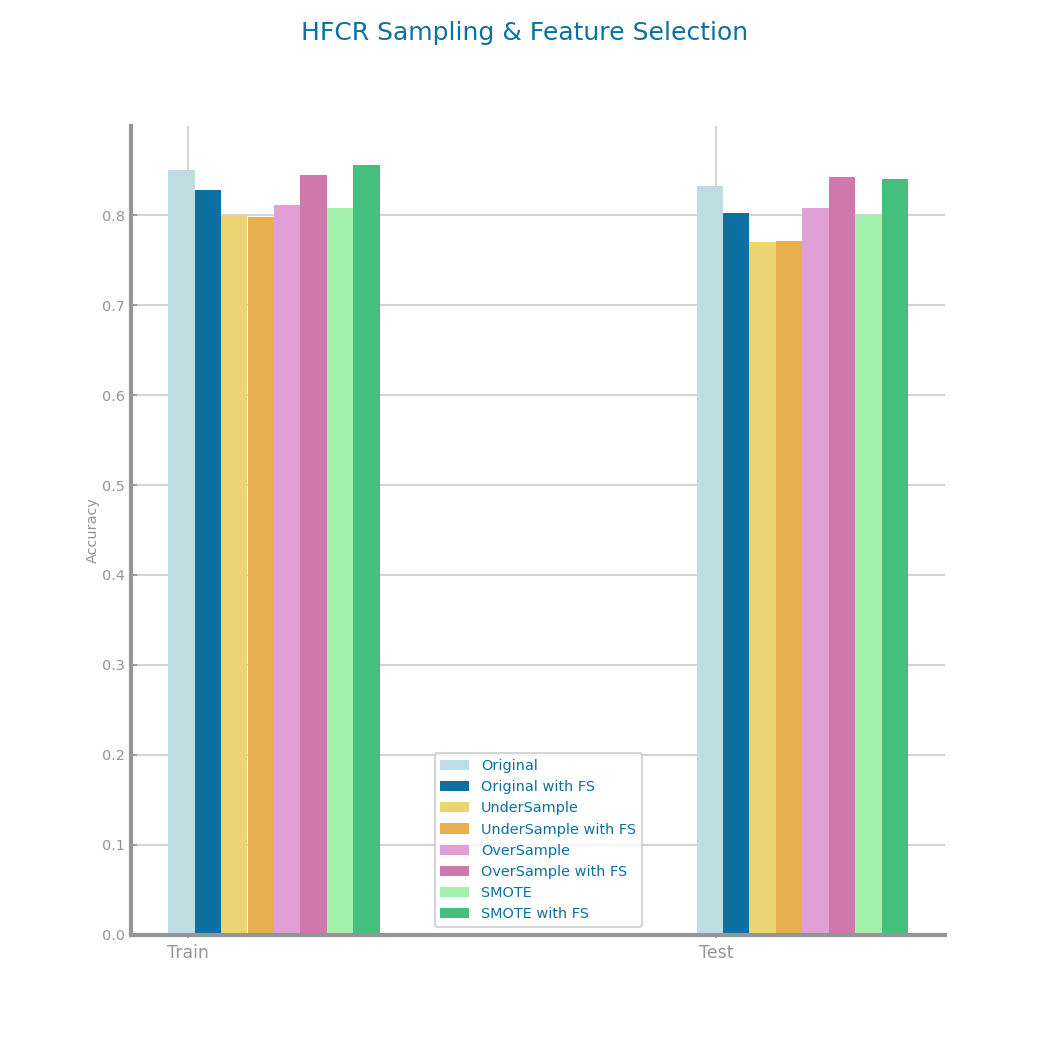 HFCR Sampling & Feature Selection
Accuracy
0.8
0.7
0.6
0.5
0.4
0.3
0.2
0.1
0.0
Train
Test
Original
Original with FS
UnderSample
UnderSample with FS
OverSample
OverSample with FS
SMOTE
SMOTE with FS